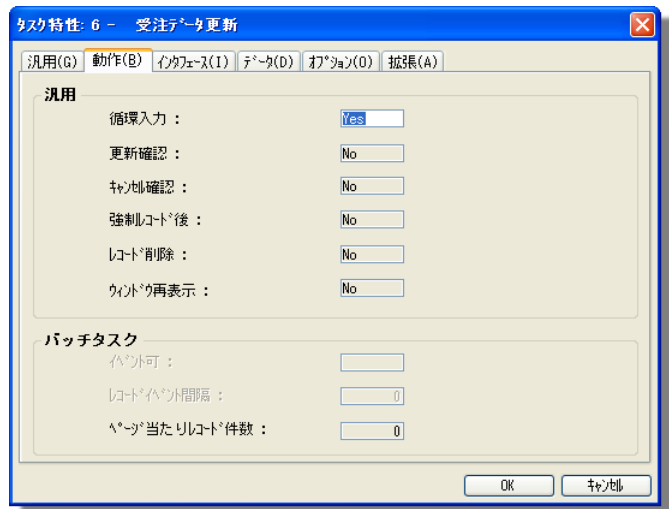 ﾀｽｸ特性: 6 -　受注ﾃﾞｰﾀ更新
汎用(G) 動作(B) ｲﾝﾀﾌｪｰｽ(I) ﾃﾞｰﾀ(D) ｵﾌﾟｼｮﾝ(O) 拡張(A)
汎用
循環入力 : Yes
更新確認 : No
ｷｬﾝｾﾙ確認 : No
強制ﾚｺｰﾄﾞ後 : No
ﾚｺｰﾄﾞ削除 : No
ｳｨﾝﾄﾞｳ再表示 : No
バッチタスク
ｲﾍﾞﾝﾄ可 :
ﾚｺｰﾄﾞｲﾍﾞﾝﾄ間隔 : 0
ﾍﾟｰｼﾞ当たりﾚｺｰﾄﾞ件数 : 0
OK ｷｬﾝｾﾙ